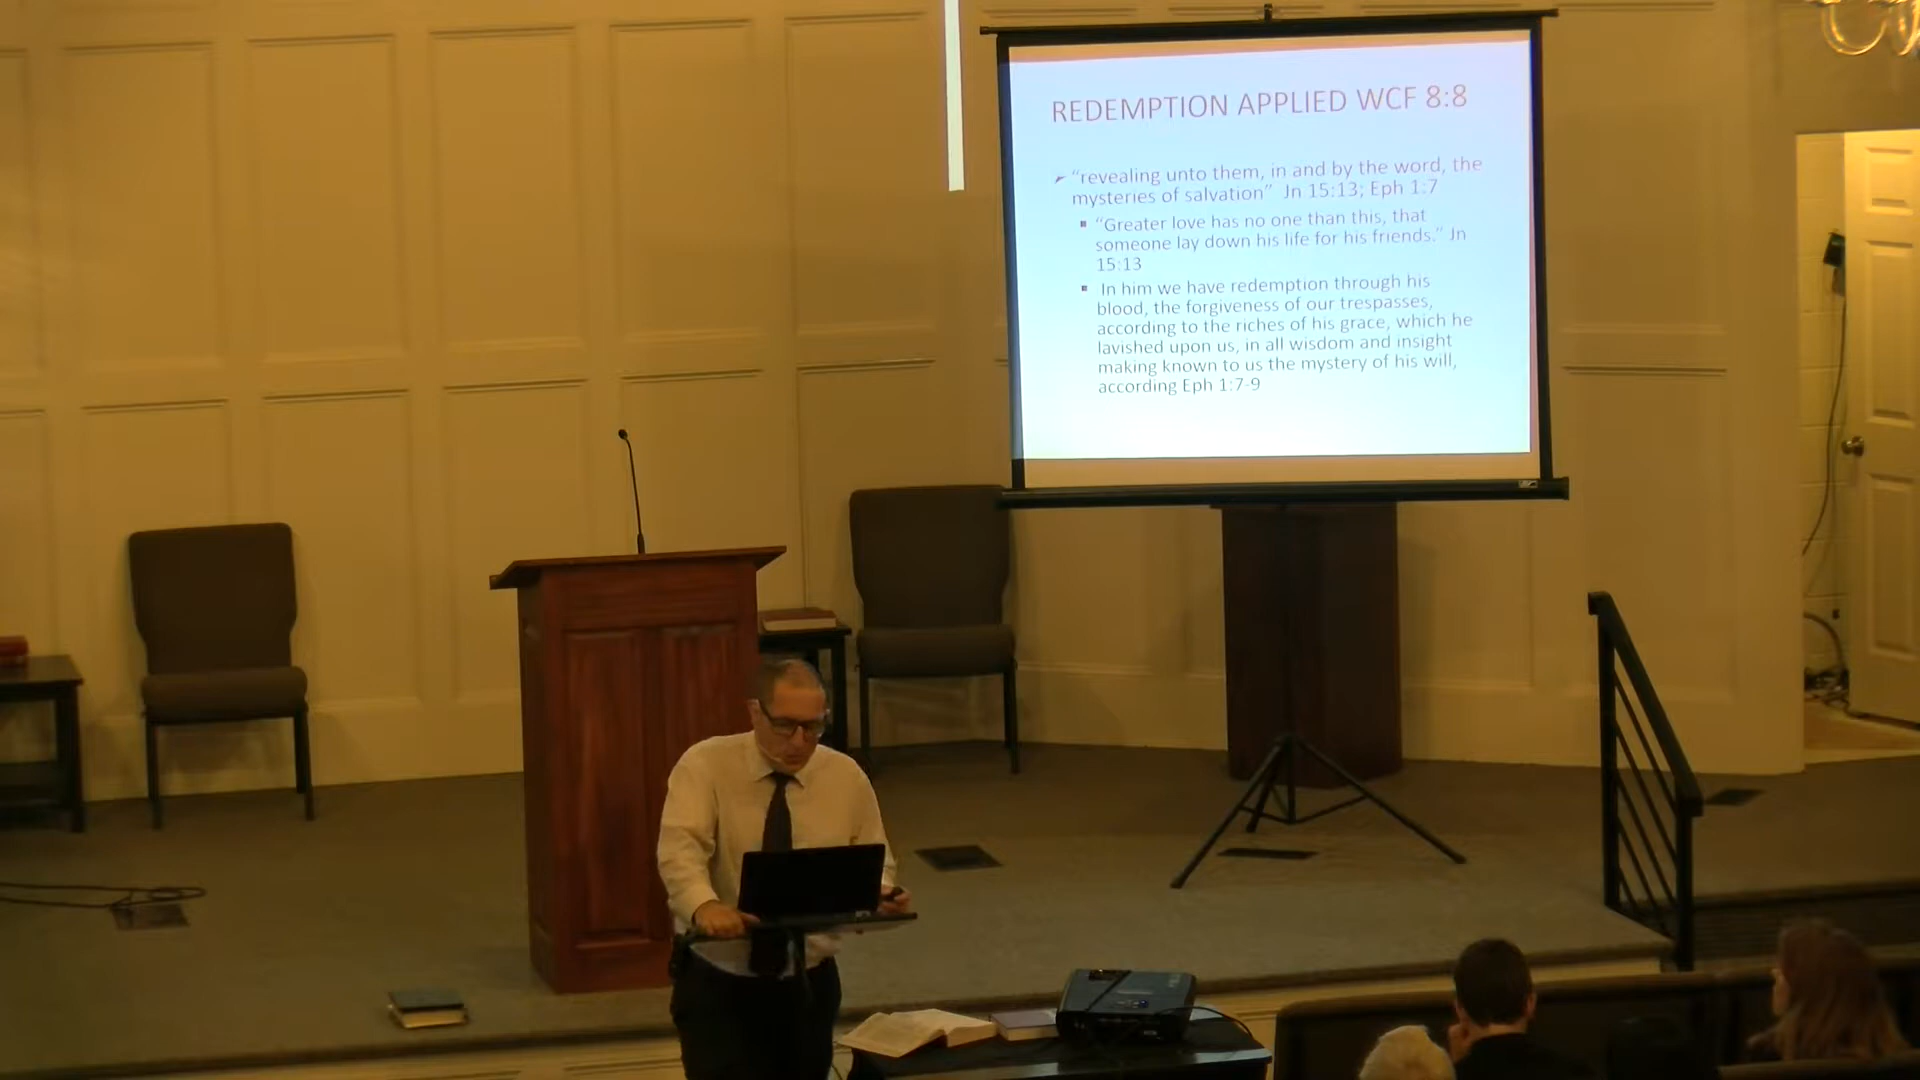 REDEMPTION APPLIED WCF 8:8
"revealing unto them, in and by the word, the
mysteries of salvation" Jn 15:13; Eph 1:7
"Greater love has no one than this, that
someone lay down his life for his friends." Jn
15:13
In him we have redemption through his
blood, the forgiveness of our trespasses,
according to the riches of his grace, which he
lavished upon us, in all wisdom and insight
making known to us the mystery of his will,
according Eph 1:7-9